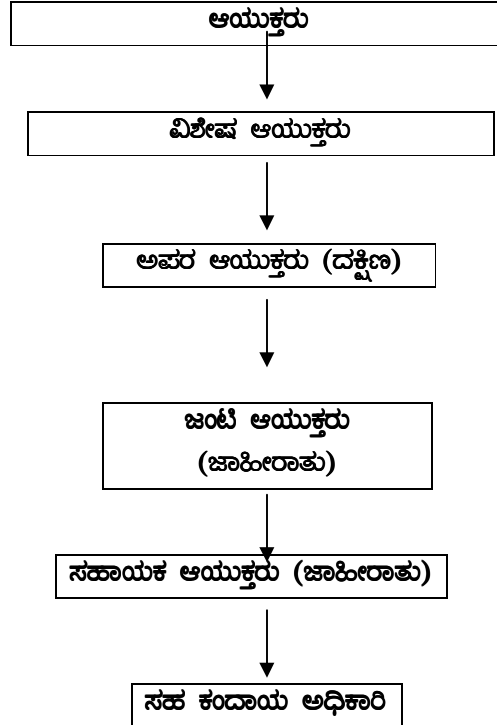 ಆಯುಕ್ತರು
ವಿಶೇಷ ಆಯುಕ್ತರು
ಅಪರ ಆಯುಕ್ತರು (ದಕ್ಷಿಣ)
ಜಂಟಿ ಆಯುಕ್ತರು
(ಜಾಹೀರಾತು)
ಸಹಾಯಕ ಆಯುಕ್ತರು (ಜಾಹೀರಾತು)
ಸಹ ಕಂದಾಯ ಅಧಿಕಾರಿ